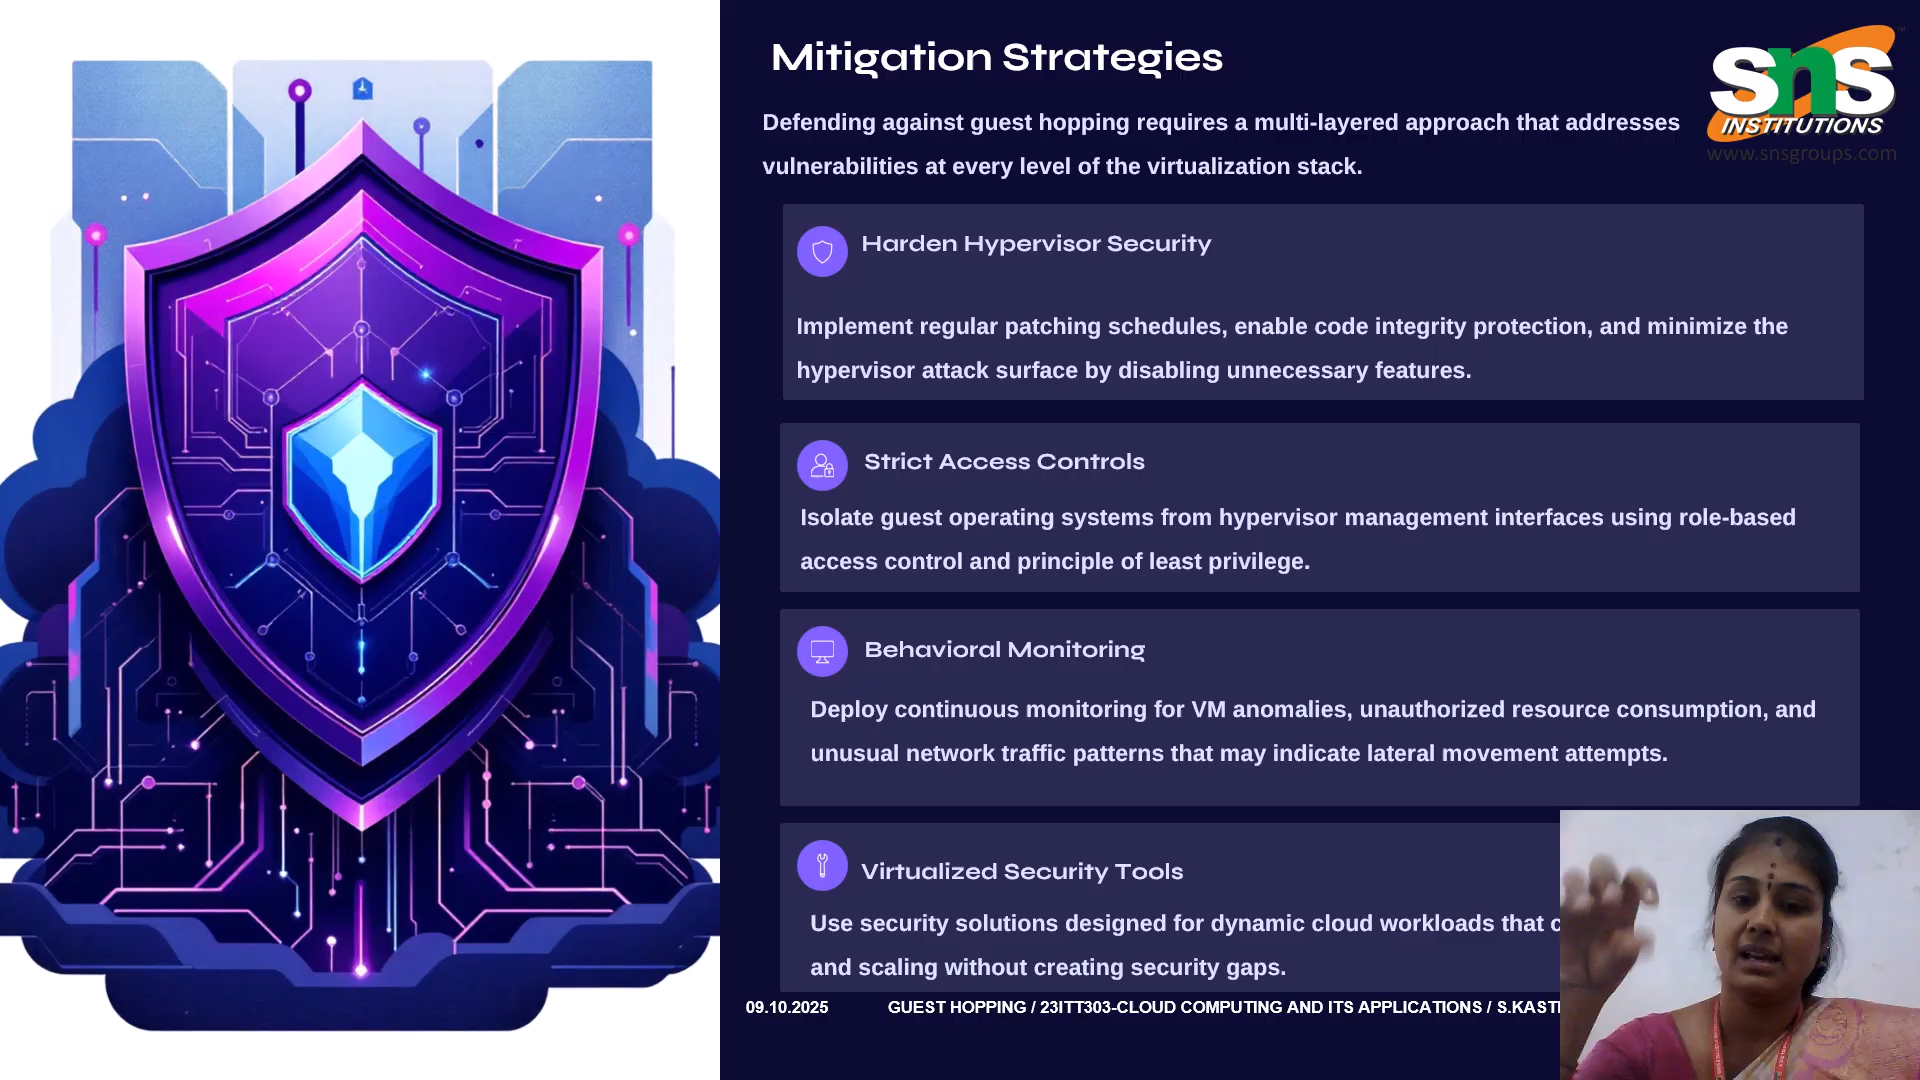 Mitigation Strategies
sns
INSTITUTIONS
www.snsgroups.com
Defending against guest hopping requires a multi-layered approach that addresses
vulnerabilities at every level of the virtualization stack.
Harden Hypervisor Security
Implement regular patching schedules, enable code integrity protection, and minimize the
hypervisor attack surface by disabling unnecessary features.
Strict Access Controls
Isolate guest operating systems from hypervisor management interfaces using role-based
access control and principle of least privilege.
Behavioral Monitoring
Deploy continuous monitoring for VM anomalies, unauthorized resource consumption, and
unusual network traffic patterns that may indicate lateral movement attempts.
Virtualized Security Tools
Use security solutions designed for dynamic cloud workloads that
and scaling without creating security gaps.
09.10.2025 GUEST HOPPING / 23ITT303-CLOUD COMPUTING AND ITS APPLICATIONS /